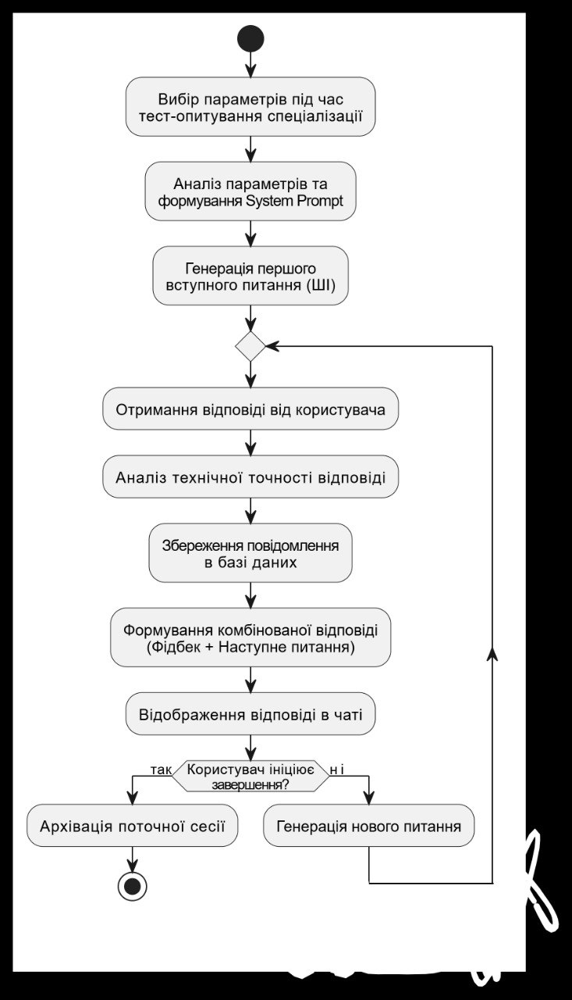 Вибір параметрів під час
тест-опитування спеціалізації
Аналіз параметрів та
формування System Prompt
Генерація першого
вступного питання (ШІ)
Отримання відповіді від користувача
Аналіз технічної точності відповіді
Збереження повідомлення
в базі даних
Формування комбінованої відповіді
(Фідбек + Наступне питання)
Відображення відповіді в чаті
так
Користувач ініціює
завершення?
ні
Архівація поточної сесії
Генерація нового питання